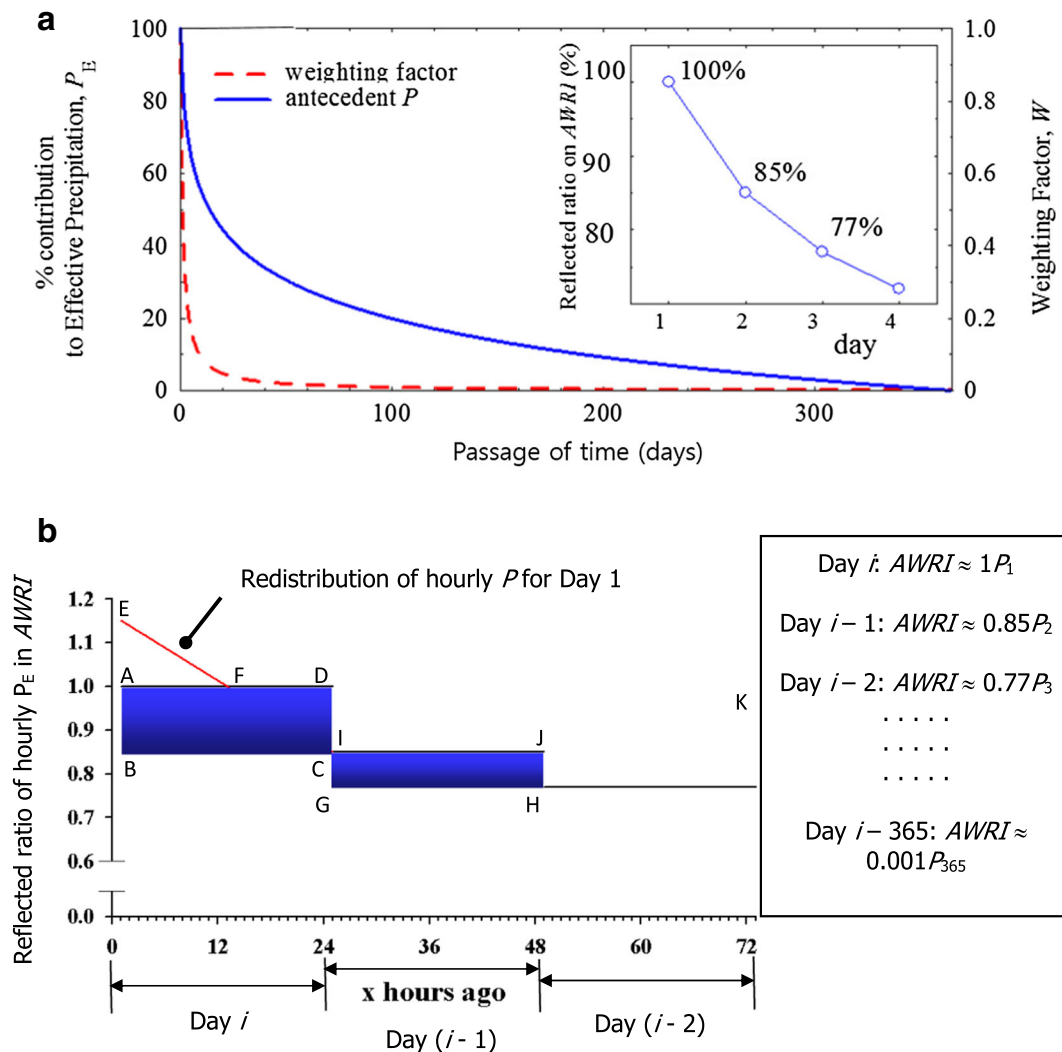 a
% contribution
to Effective Precipitation, P_E
100
80
60
40
20
0
weighting factor
antecedent P
Reflected ratio on AWRI (%)
100
90
80
100%
85%
77%
1 2 3 4
day
1.0
0.8
0.6
0.4
0.2
0
Weighting Factor, W
0 100 200 300
Passage of time (days)
b
Redistribution of hourly P for Day 1
Reflected ratio of hourly P_E in AWRI
1.2
1.1
1.0
0.9
0.8
0.7
0.6
0.0
E
A F D
K
I J
B C
G H
0 12 24 36 48 60 72
x hours ago
Day i
Day (i - 1)
Day (i - 2)
Day i: AWRI ≈ 1P₁
Day i – 1: AWRI ≈ 0.85P₂
Day i – 2: AWRI ≈ 0.77P₃
. . . . .
. . . . .
. . . . .
Day i – 365: AWRI ≈
0.001P₃₆₅